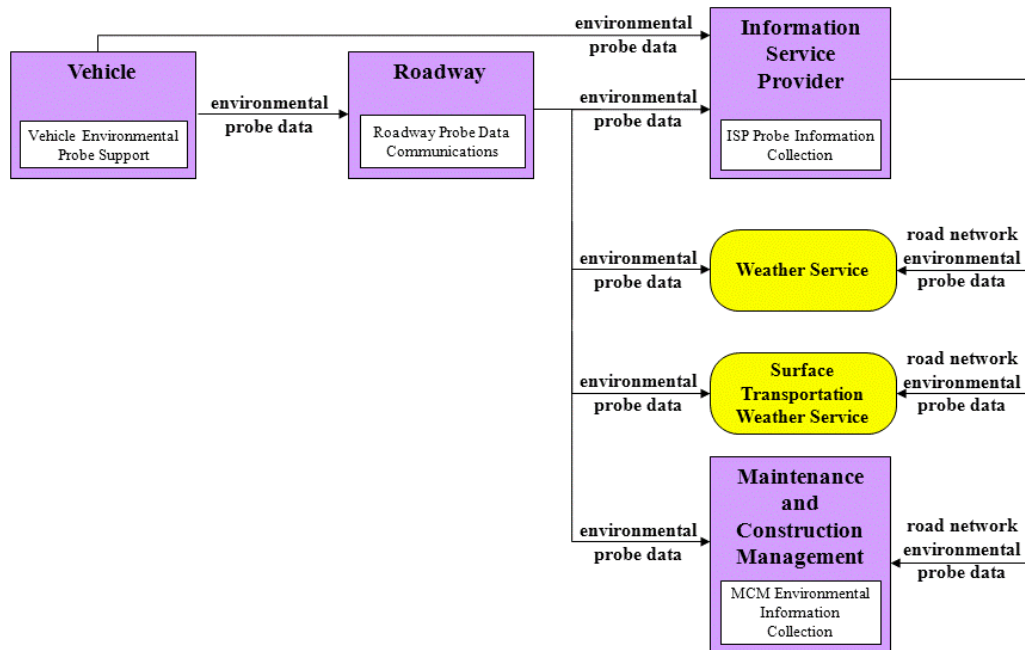 environmental
probe data
Information
Service
Provider
Vehicle
Roadway
environmental
probe data
environmental
probe data
Vehicle Environmental
Probe Support
Roadway Probe Data
Communications
ISP Probe Information
Collection
environmental
probe data
Weather Service
road network
environmental
probe data
environmental
probe data
Surface
Transportation
Weather Service
road network
environmental
probe data
environmental
probe data
Maintenance
and
Construction
Management
road network
environmental
probe data
MCM Environmental
Information
Collection